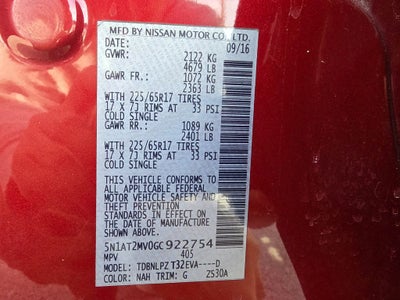 MFD BY NISSAN MOTOR CO., LTD.
DATE: 09/16
GVWR: 2122 KG
4679 LB
GAWR FR.: 1072 KG
2363 LB
WITH 225/65R17 TIRES
17 X 7J RIMS AT 33 PSI
COLD SINGLE
GAWR RR.: 1089 KG
2401 LB
WITH 225/65R17 TIRES
17 X 7J RIMS AT 33 PSI
COLD SINGLE
THIS VEHICLE CONFORMS TO
ALL APPLICABLE FEDERAL
MOTOR VEHICLE SAFETY AND
THEFT PREVENTION
STANDARDS IN EFFECT ON
THE DATE OF MANUFACTURE
SHOWN ABOVE.
5N1AT2MV0GC922754
MPV 405
MODEL: TDBNLPZ T32EVA----D
COLOR: NAH TRIM: G ZS30A